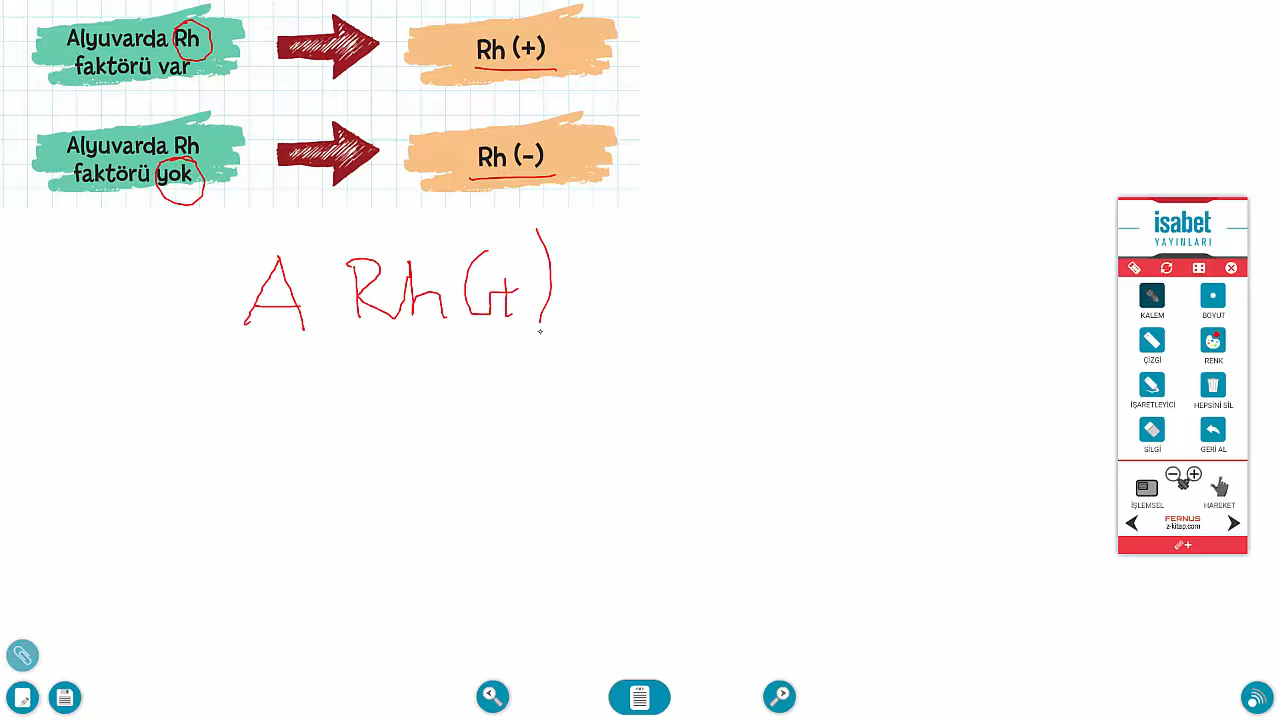 Alyuvarda Rh
faktörü var
Rh (+)
Alyuvarda Rh
faktörü yok
Rh (-)
A Rh (+)
isabet
YAYINLARI
KALEM
BOYUT
ÇİZGİ
RENK
İŞARETLEYİCİ
HEPSİNİ SİL
SİLGİ
GERİ AL
İŞLEMSEL
HAREKET
FERNUS
z-kitap.com